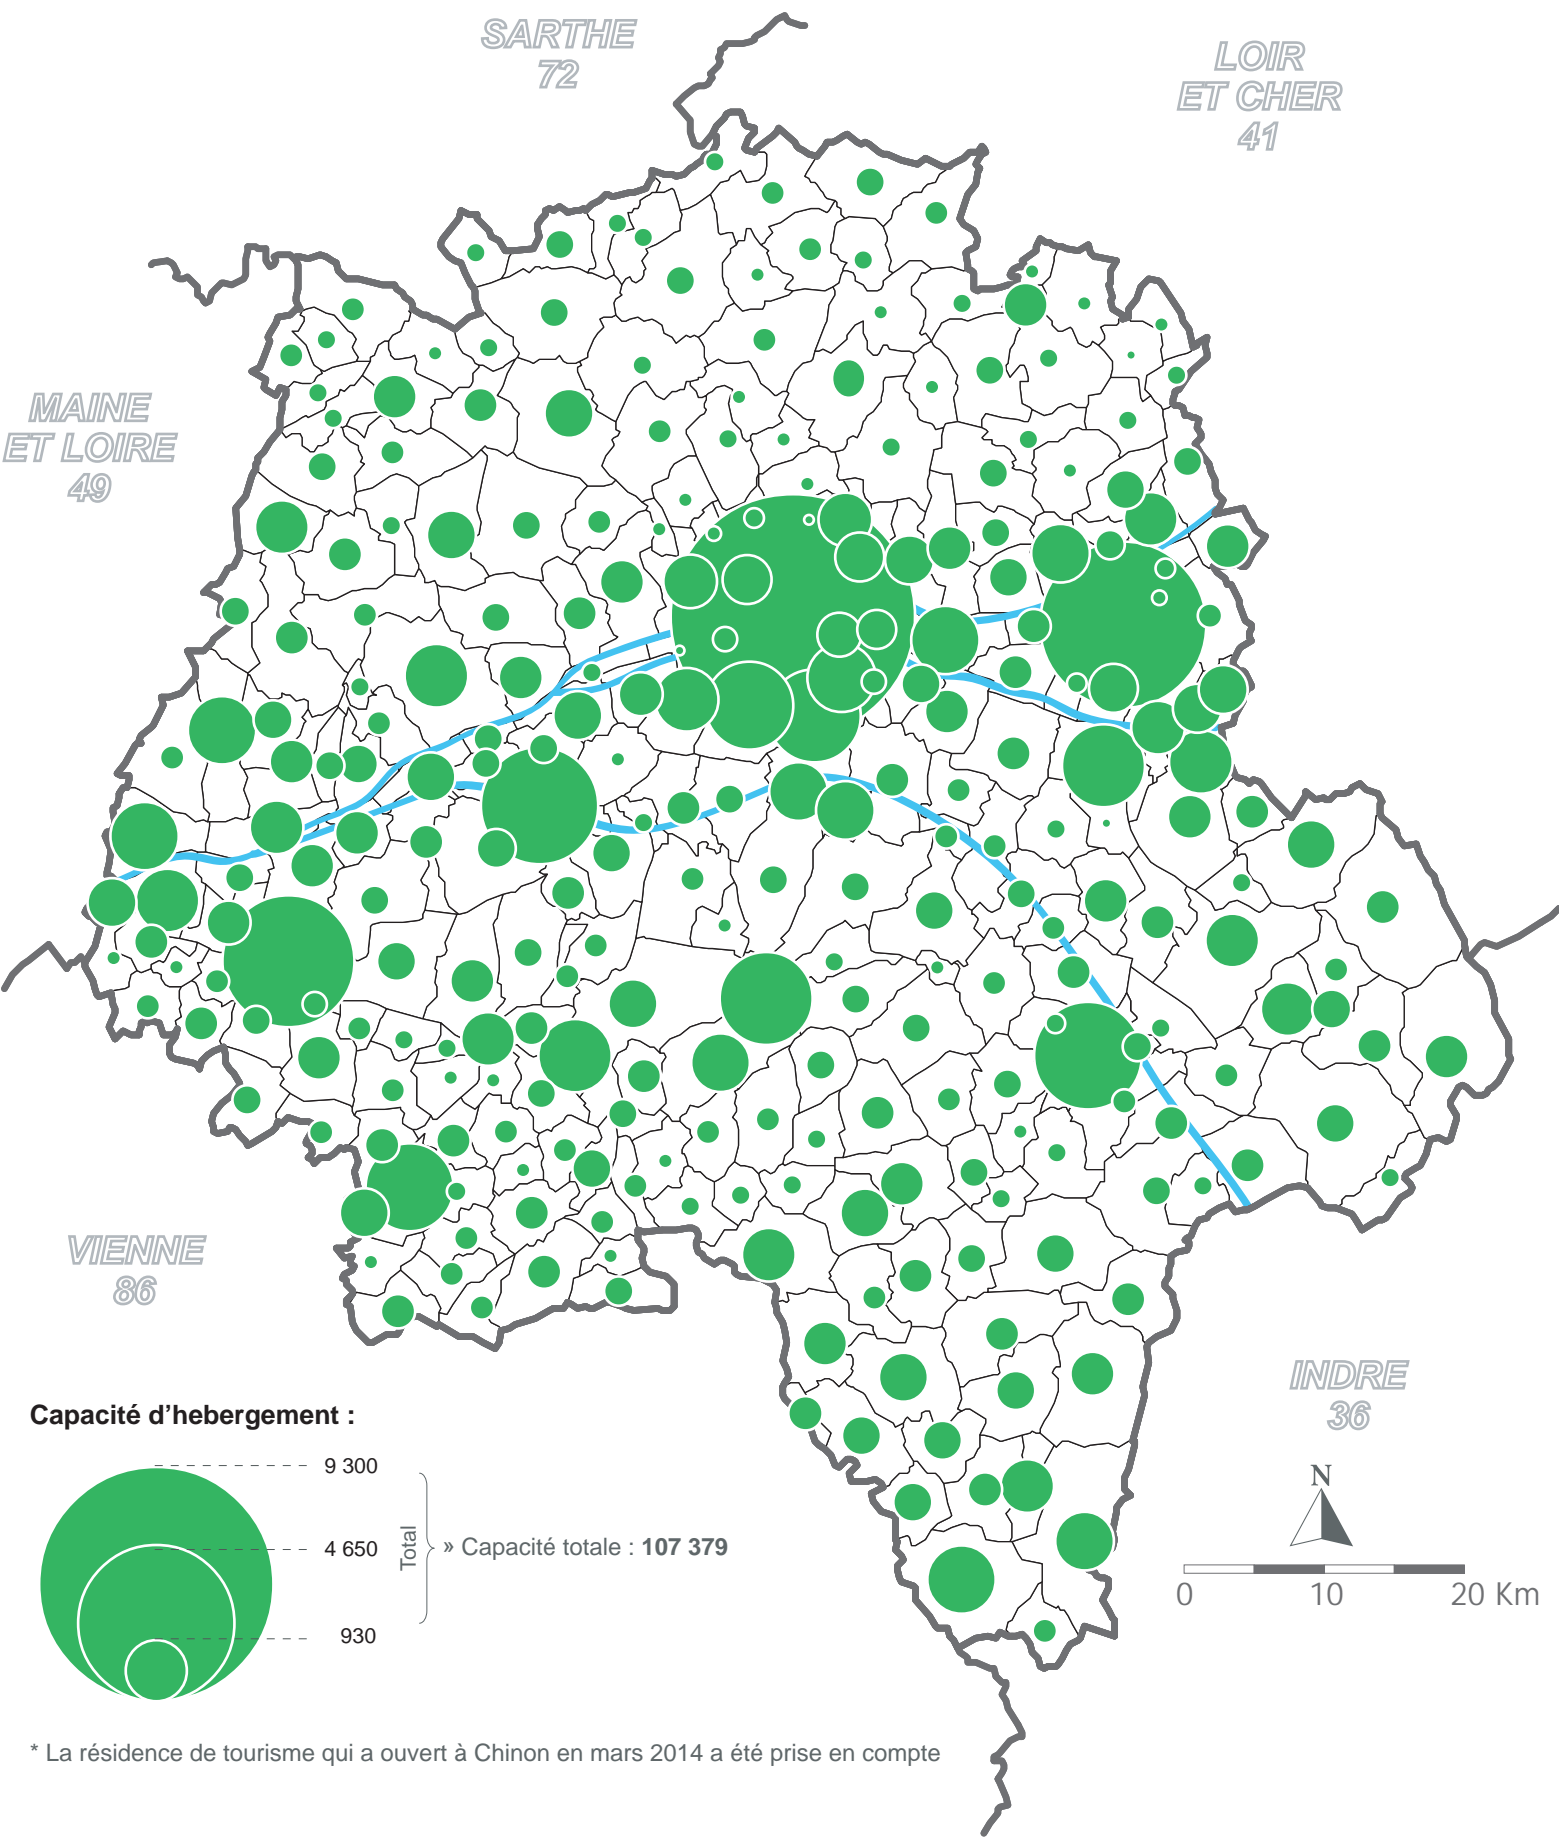 SARTHE
72
LOIR
ET CHER
41
MAINE
ET LOIRE
49
VIENNE
86
INDRE
36
Capacité d’hebergement :
9 300
4 650
930
Total
» Capacité totale : 107 379
N
0 10 20 Km
* La résidence de tourisme qui a ouvert à Chinon en mars 2014 a été prise en compte